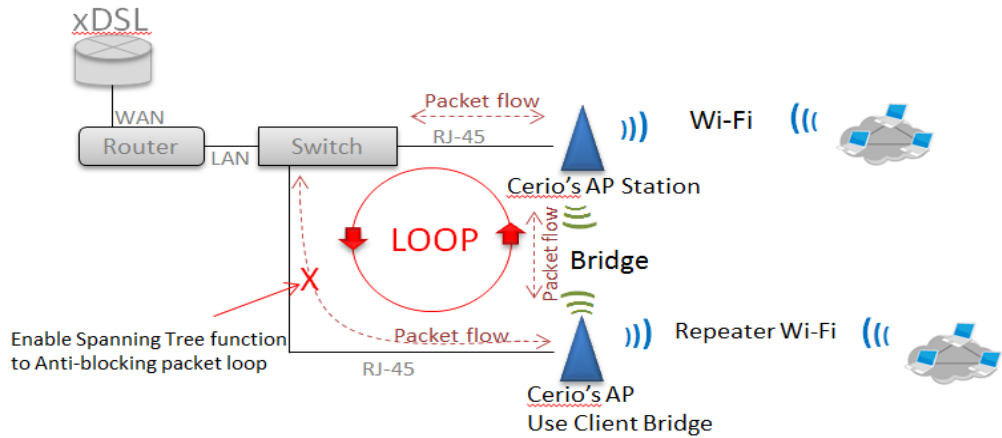 xDSL
WAN
Router
LAN
Switch
Packet flow
RJ-45
Wi-Fi
Cerio's AP Station
LOOP
Packet flow
Bridge
X
Enable Spanning Tree function
to Anti-blocking packet loop
Packet flow
RJ-45
Repeater Wi-Fi
Cerio's AP
Use Client Bridge